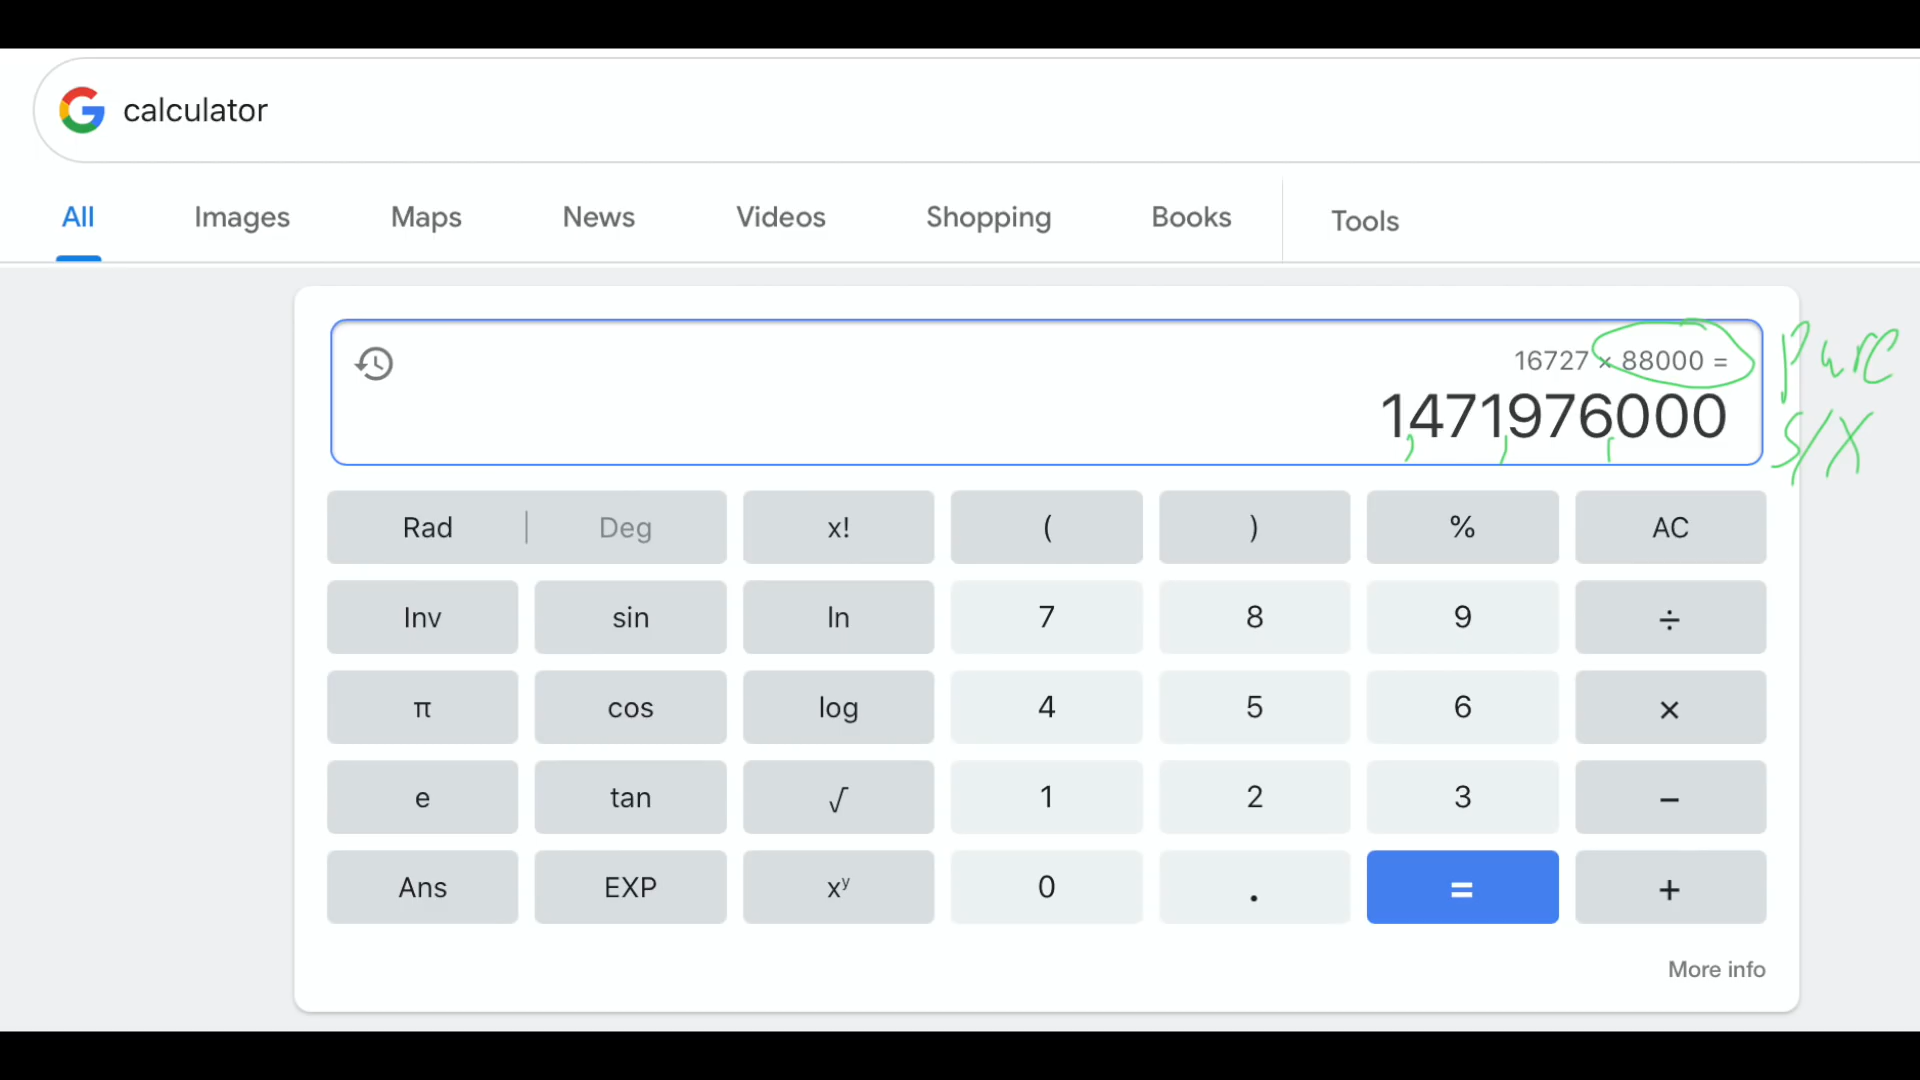 calculator
All Images Maps News Videos Shopping Books Tools
16727 × 88000 =
1471976000
pure
S/X
Rad | Deg x! ( ) % AC
Inv sin ln 7 8 9 ÷
π cos log 4 5 6 ×
e tan √ 1 2 3 −
Ans EXP xʸ 0 . = +
More info